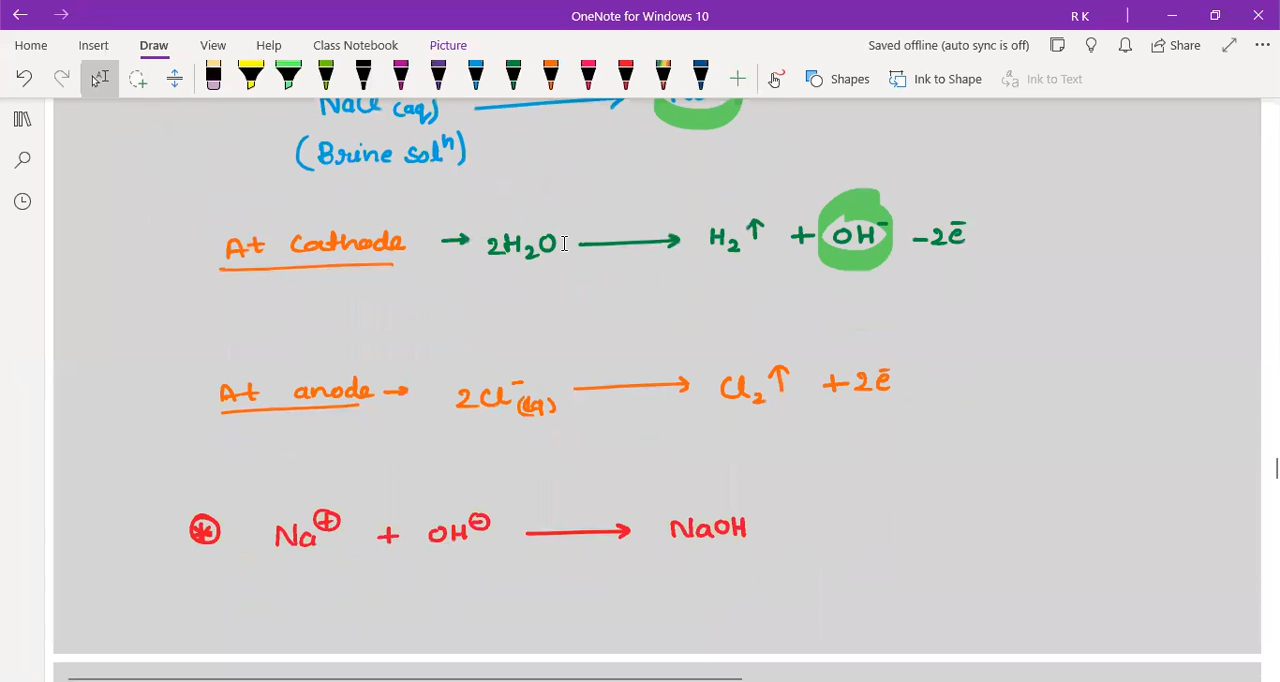 OneNote for Windows 10
R K
Home Insert Draw View Help Class Notebook Picture
Saved offline (auto sync is off) Share
Shapes Ink to Shape Ink to Text
NaCl (aq)
(Brine solⁿ)
At cathode → 2H₂O → H₂↑ + OH⁻ -2ē
At anode → 2Cl⁻(aq) → Cl₂↑ +2ē
Na⊕ + OH⊖ → NaOH